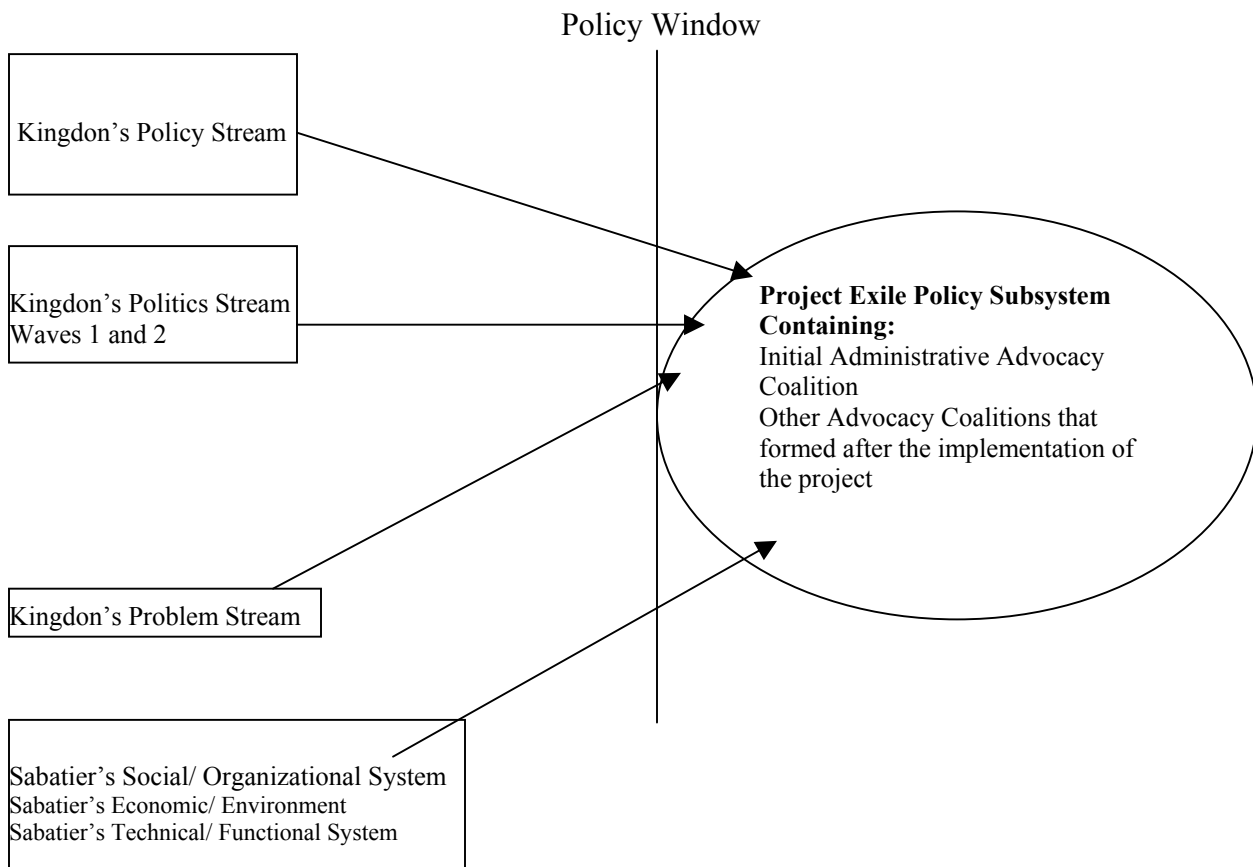 Policy Window
Kingdon’s Policy Stream
Kingdon’s Politics Stream
Waves 1 and 2
Project Exile Policy Subsystem
Containing:
Initial Administrative Advocacy
Coalition
Other Advocacy Coalitions that
formed after the implementation of
the project
Kingdon’s Problem Stream
Sabatier’s Social/ Organizational System
Sabatier’s Economic/ Environment
Sabatier’s Technical/ Functional System